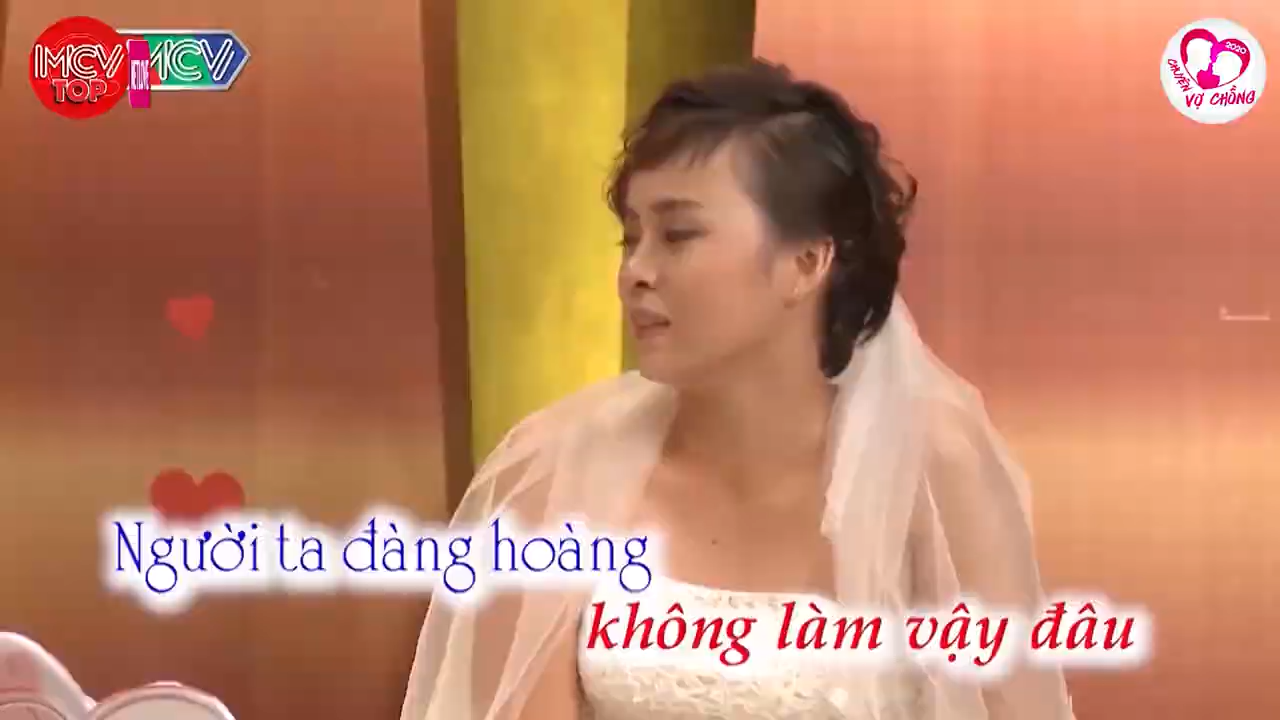 MCV
TOP
MCV
2020
CHUYỆN
VỢ CHỒNG
Người ta đàng hoàng
không làm vậy đâu